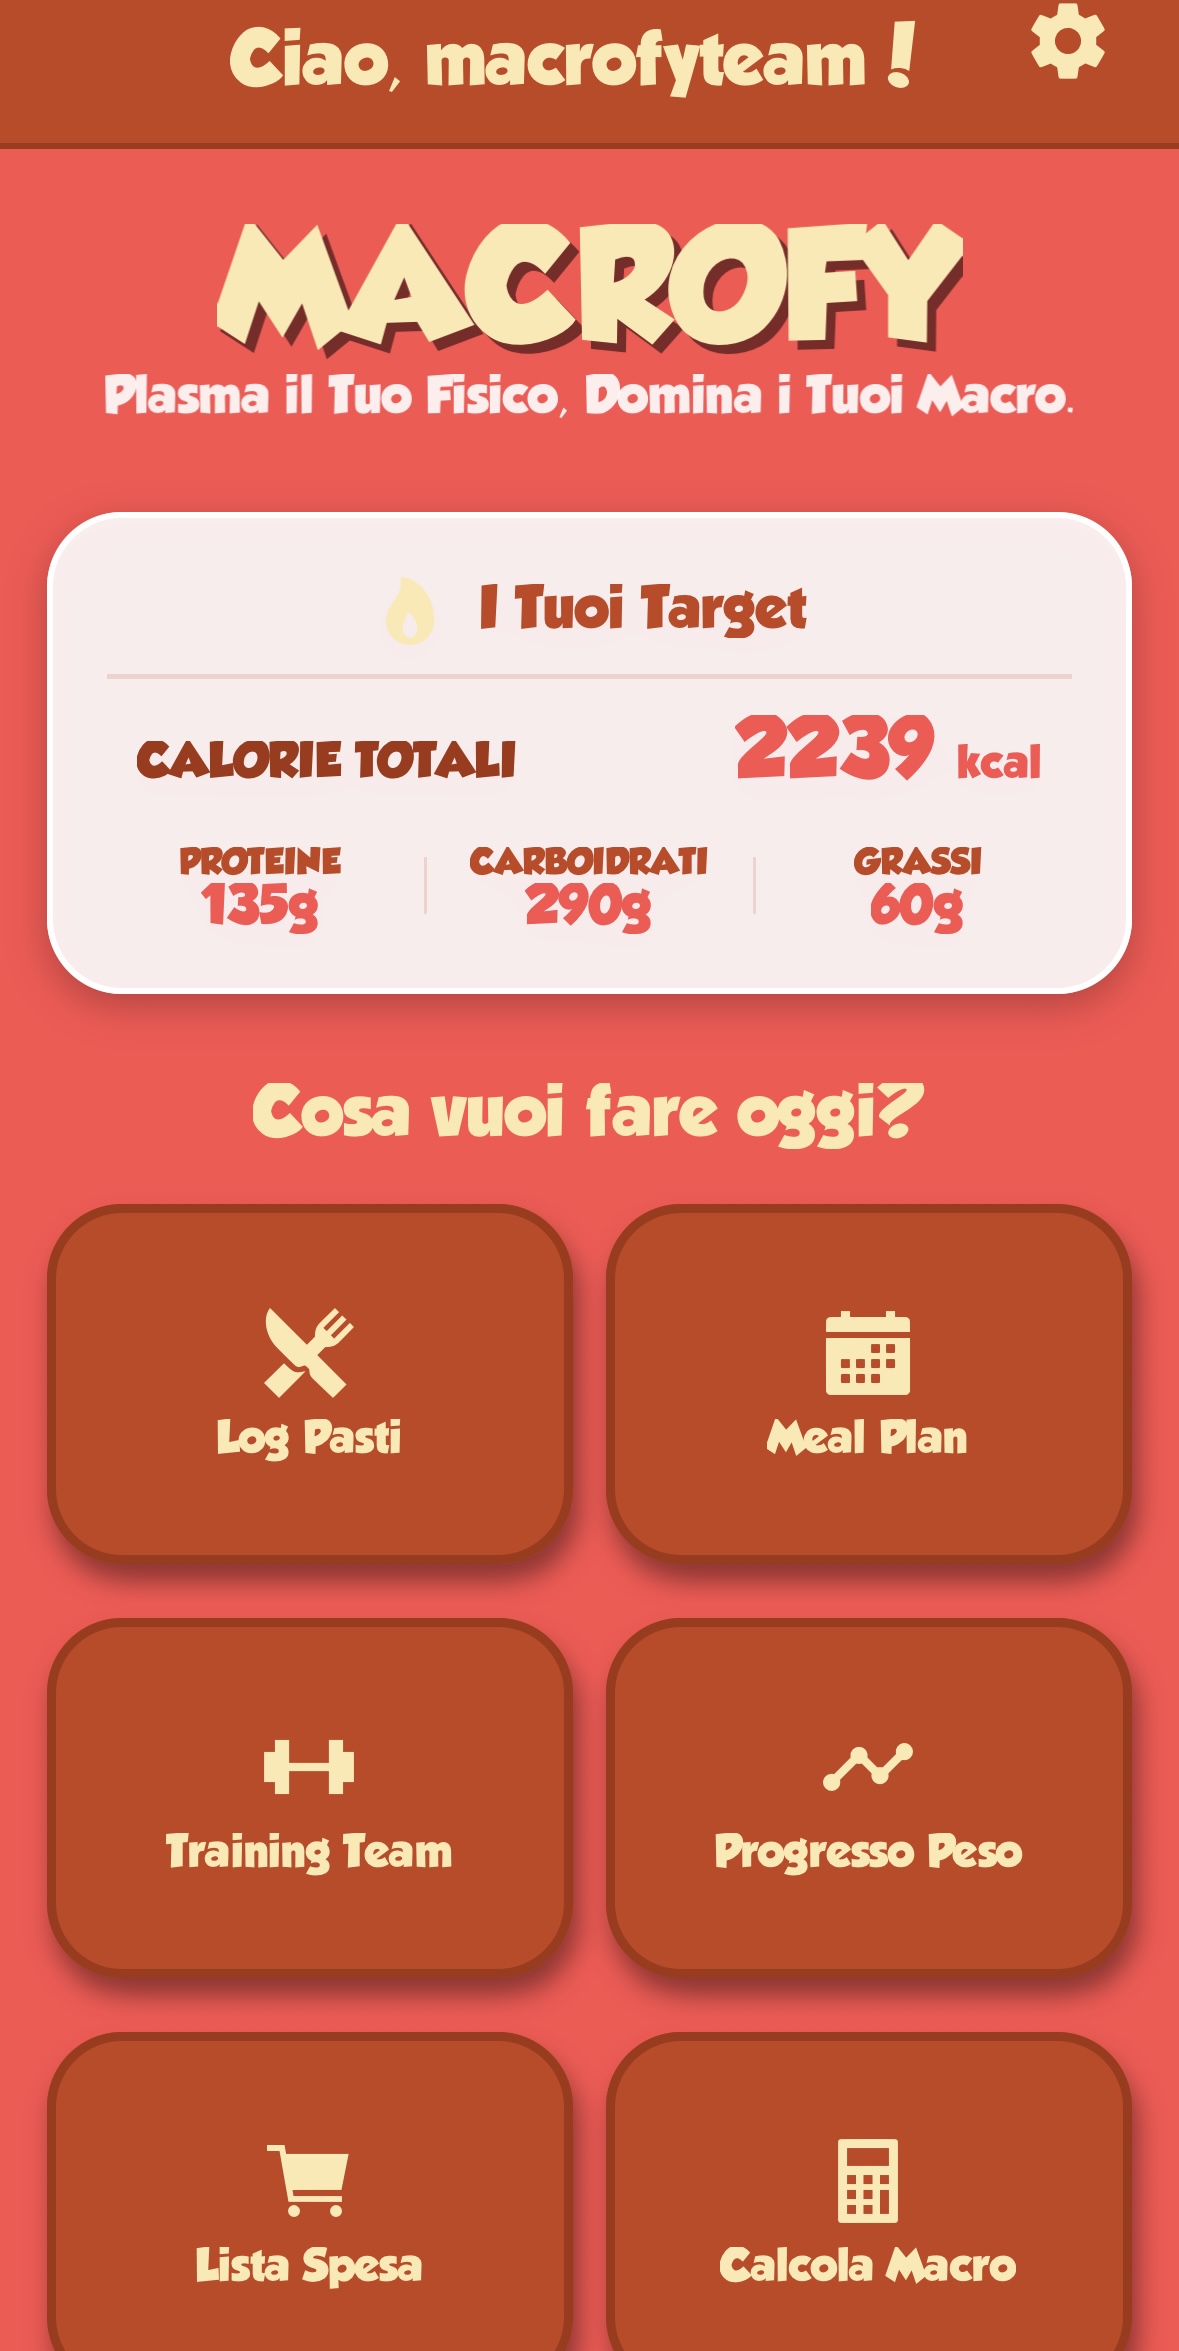 Ciao, macrofyteam !
MACROFY
Plasma il Tuo Fisico, Domina i Tuoi Macro.
I Tuoi Target
CALORIE TOTALI 2239 kcal
PROTEINE CARBOIDRATI GRASSI
135g 290g 60g
Cosa vuoi fare oggi?
Log Pasti Meal Plan
Training Team Progresso Peso
Lista Spesa Calcola Macro